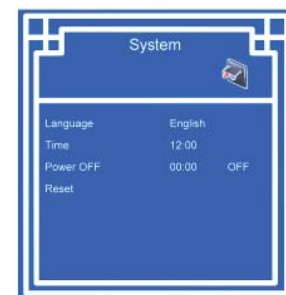 System
Language English
Time 12:00
Power OFF 00:00 OFF
Reset